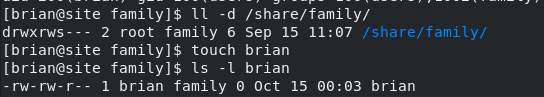 [brian@site family]$ ll -d /share/family/
drwxrws--- 2 root family 6 Sep 15 11:07 /share/family/
[brian@site family]$ touch brian
[brian@site family]$ ls -l brian
-rw-rw-r-- 1 brian family 0 Oct 15 00:03 brian